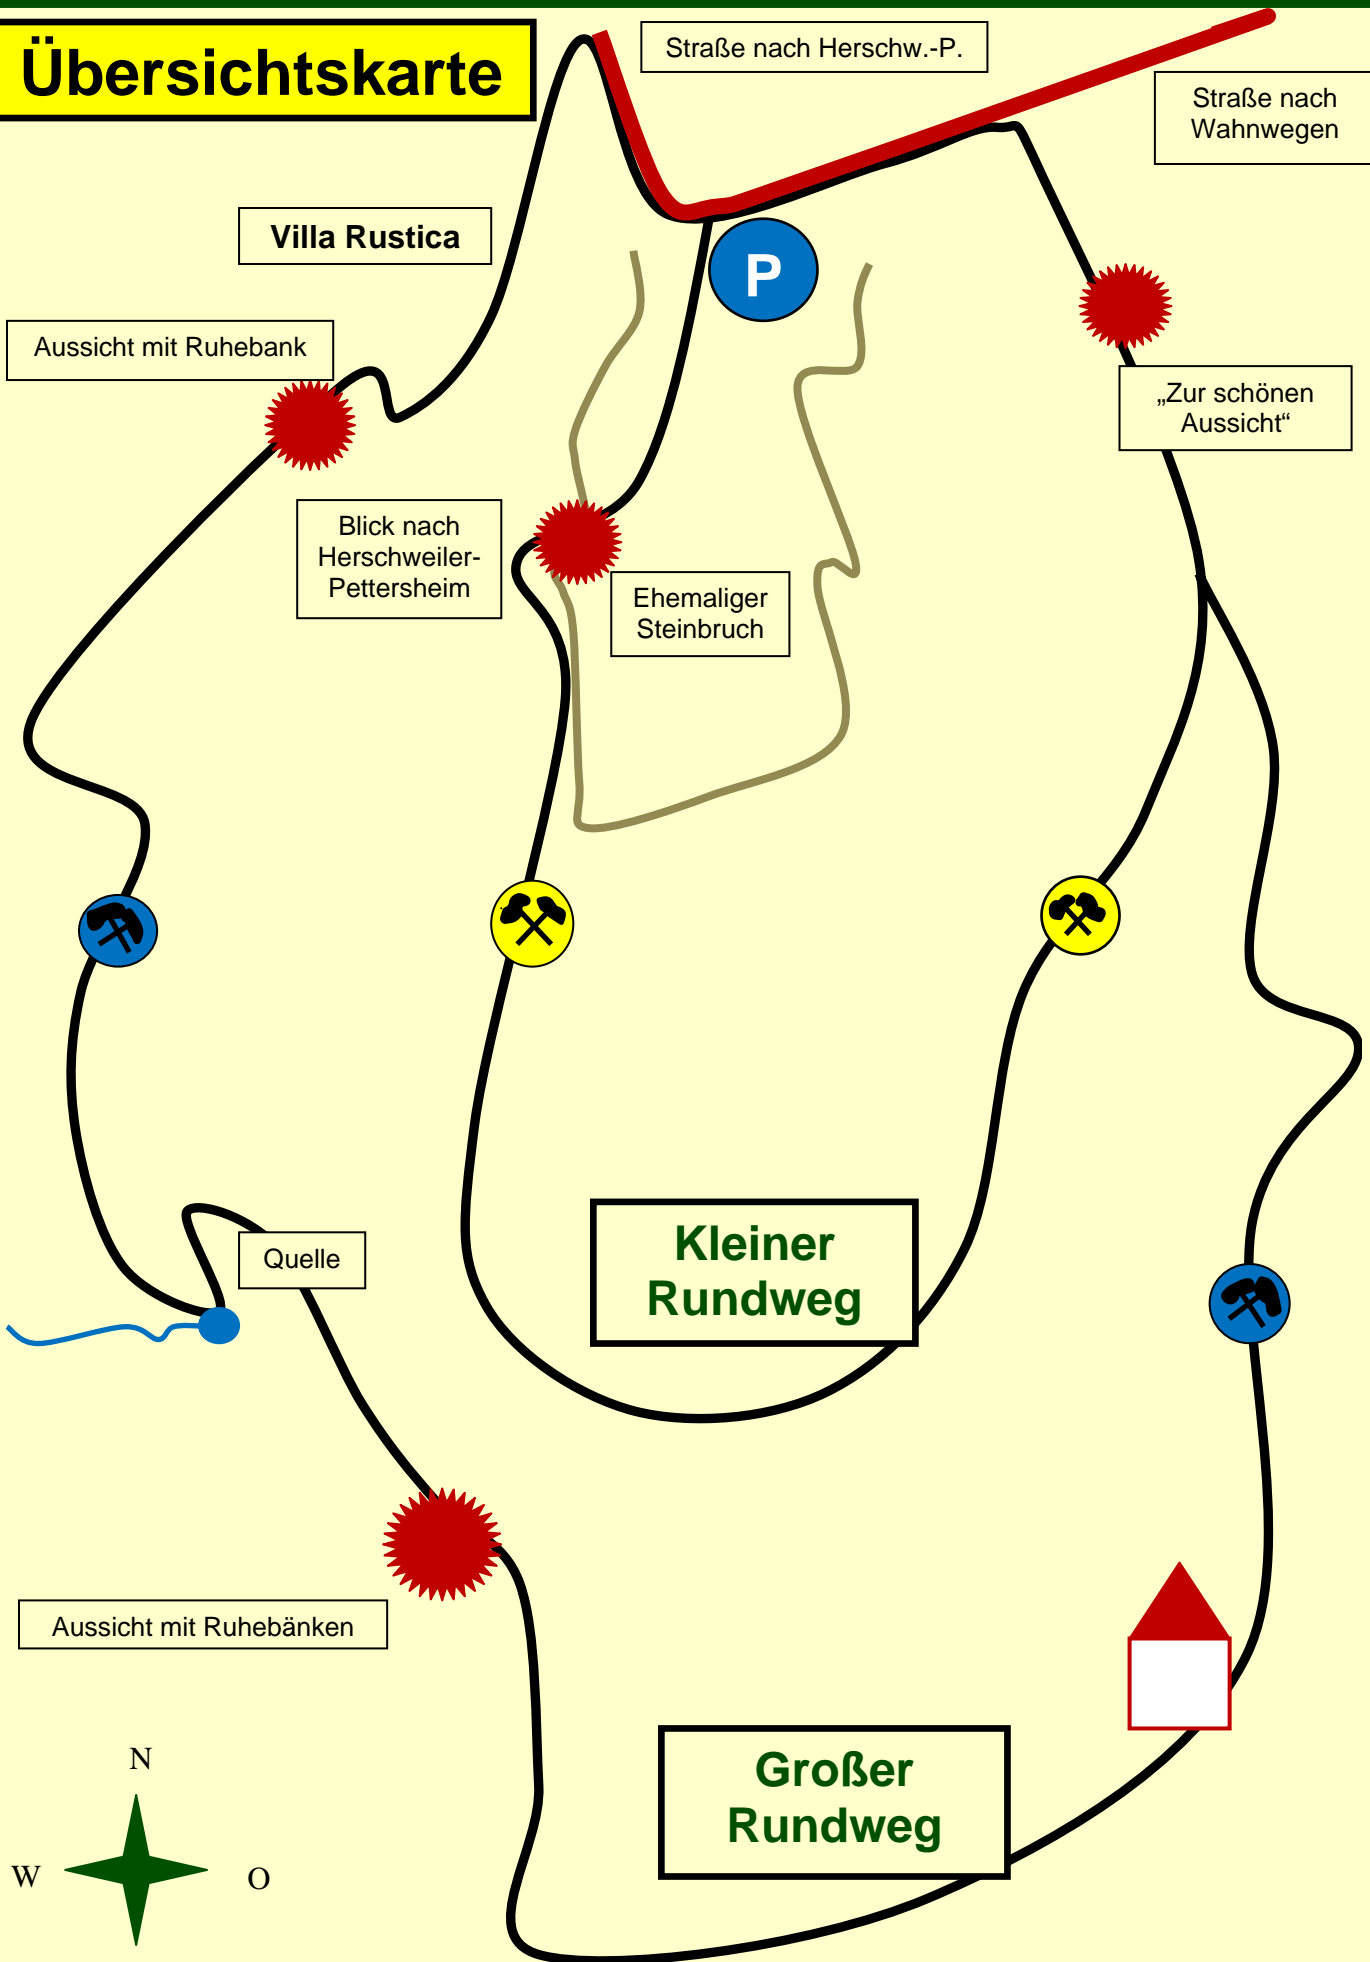 Übersichtskarte
Straße nach Herschw.-P.
Straße nach
Wahnwegen
Villa Rustica
P
Aussicht mit Ruhebank
„Zur schönen
Aussicht“
Blick nach
Herschweiler-
Pettersheim
Ehemaliger
Steinbruch
Kleiner
Rundweg
Quelle
Aussicht mit Ruhebänken
Großer
Rundweg
N
W
O